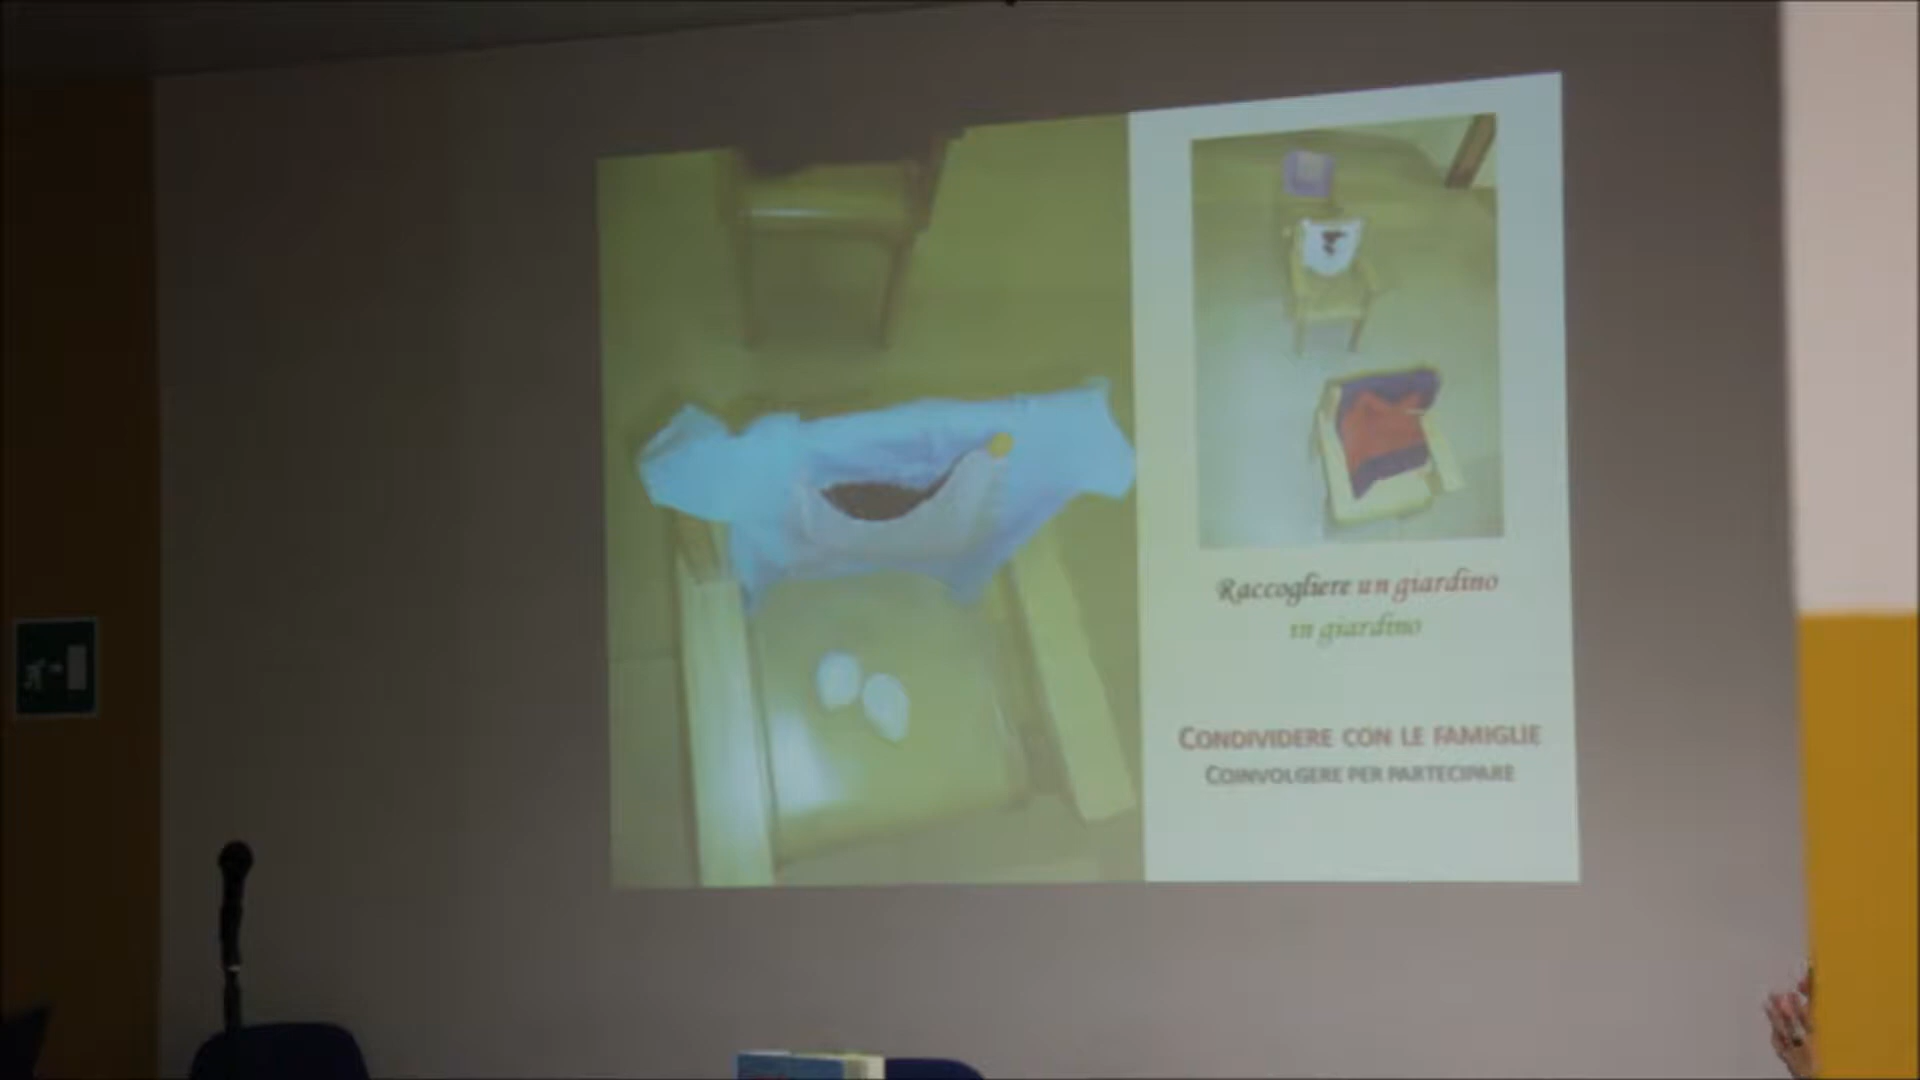 Raccogliere un giardino
in giardino
CONDIVIDERE CON LE FAMIGLIE
COINVOLGERE PER PARTECIPARE